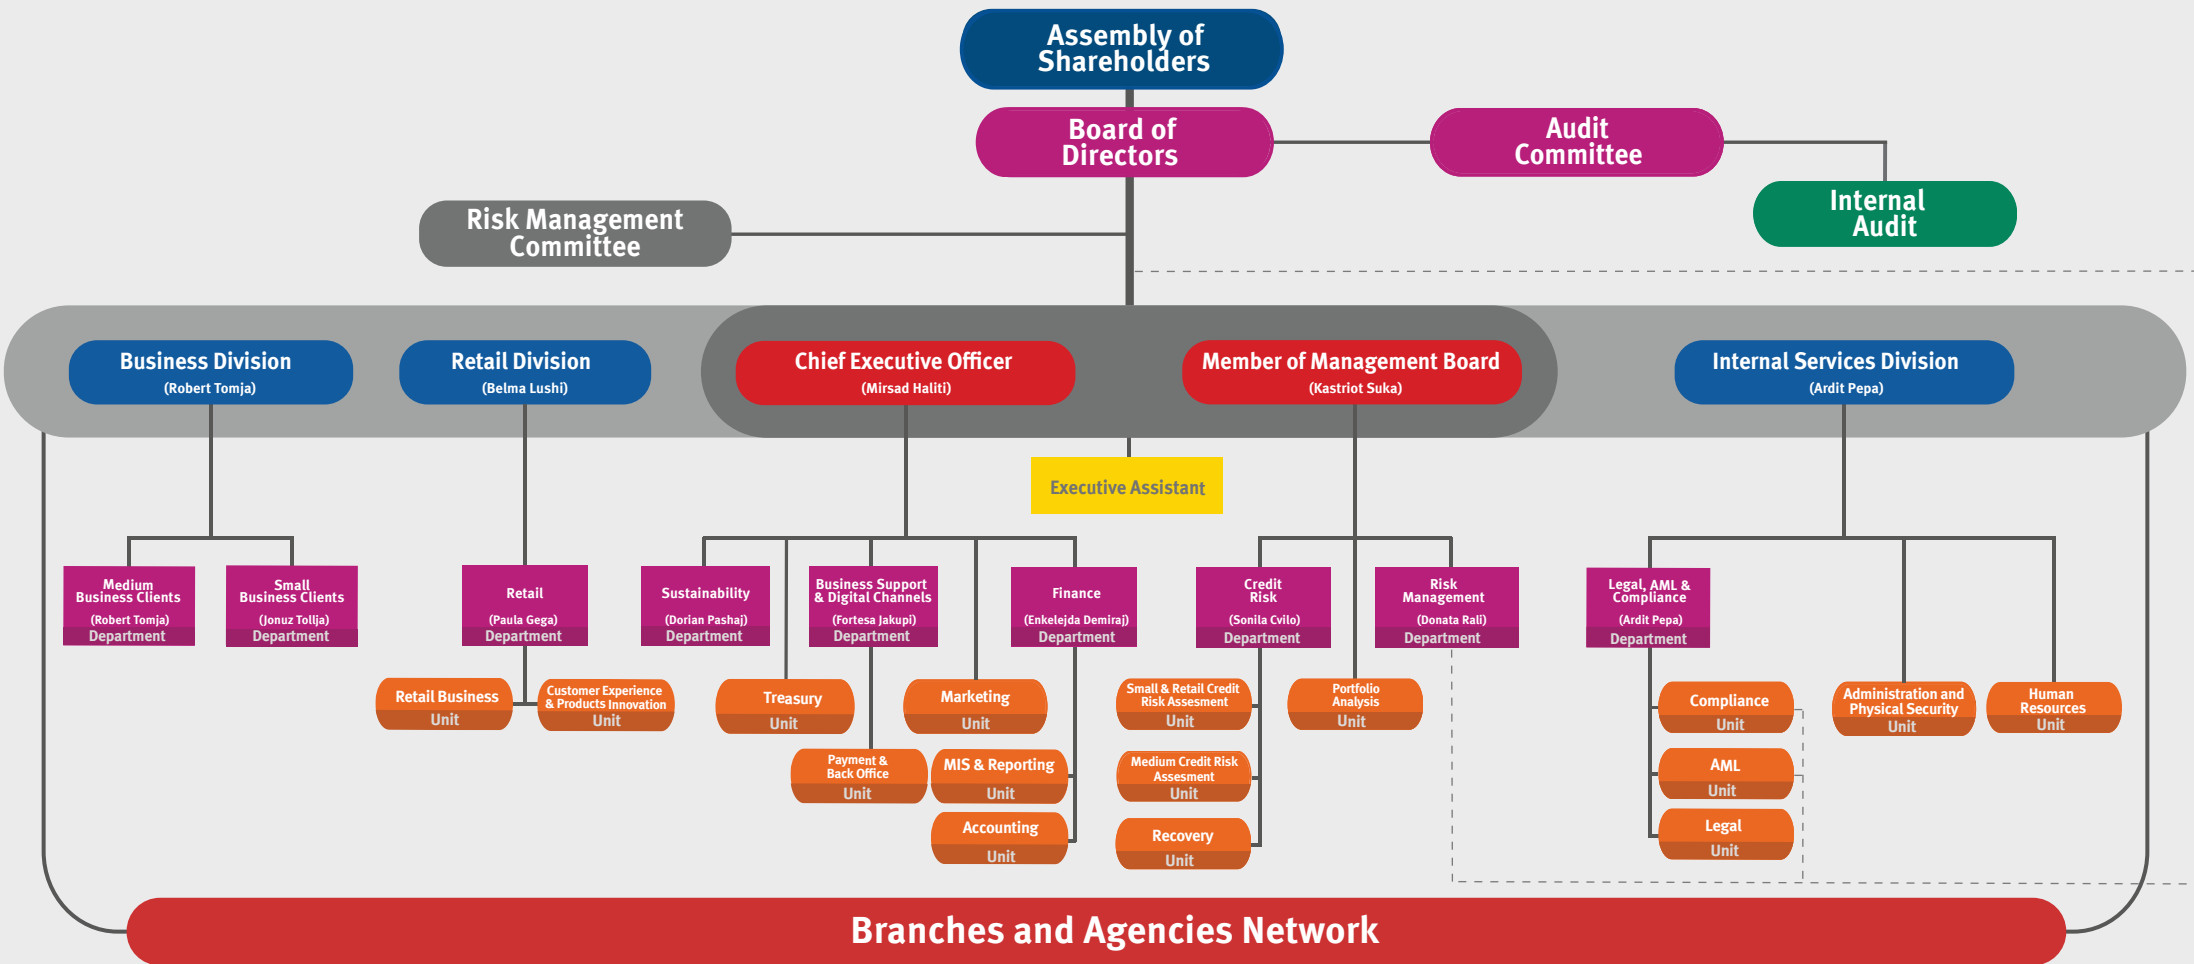 Assembly of
Shareholders
Board of
Directors
Audit
Committee
Internal
Audit
Risk Management
Committee
Business Division
(Robert Tomja)
Retail Division
(Belma Lushi)
Chief Executive Officer
(Mirsad Haliti)
Member of Management Board
(Kastriot Suka)
Internal Services Division
(Ardit Pepa)
Executive Assistant
Medium
Business Clients
(Robert Tomja)
Department
Small
Business Clients
(Jonuz Tollja)
Department
Retail
(Paula Gega)
Department
Sustainability
(Dorian Pashaj)
Department
Business Support
& Digital Channels
(Fortesa Jakupi)
Department
Finance
(Enkelejda Demiraj)
Department
Credit
Risk
(Sonila Cvilo)
Department
Risk
Management
(Donata Rali)
Department
Legal, AML &
Compliance
(Ardit Pepa)
Department
Retail Business
Unit
Customer Experience
& Products Innovation
Unit
Treasury
Unit
Marketing
Unit
Payment &
Back Office
Unit
MIS & Reporting
Unit
Accounting
Unit
Small & Retail Credit
Risk Assesment
Unit
Medium Credit Risk
Assesment
Unit
Recovery
Unit
Portfolio
Analysis
Unit
Compliance
Unit
AML
Unit
Legal
Unit
Administration and
Physical Security
Unit
Human
Resources
Unit
Branches and Agencies Network